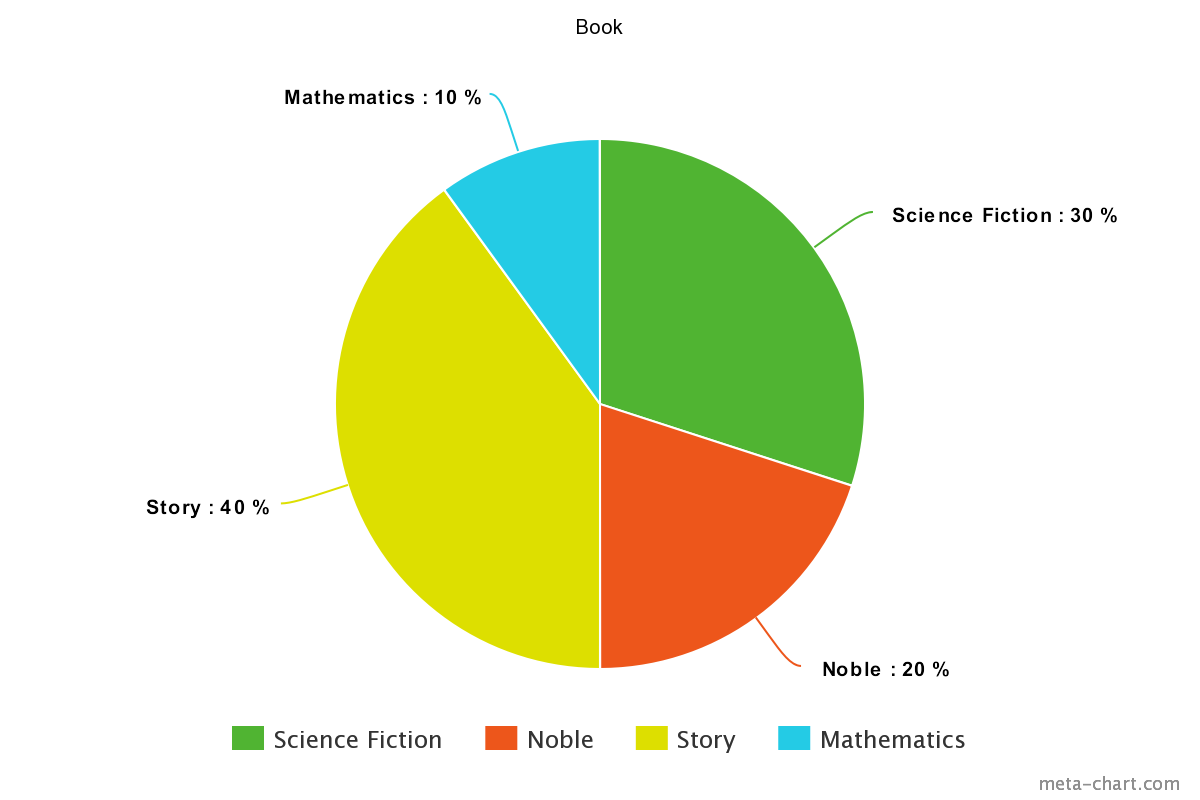 Book
Mathematics : 10 %
Science Fiction : 30 %
Story : 40 %
Noble : 20 %
Science Fiction Noble Story Mathematics
meta-chart.com